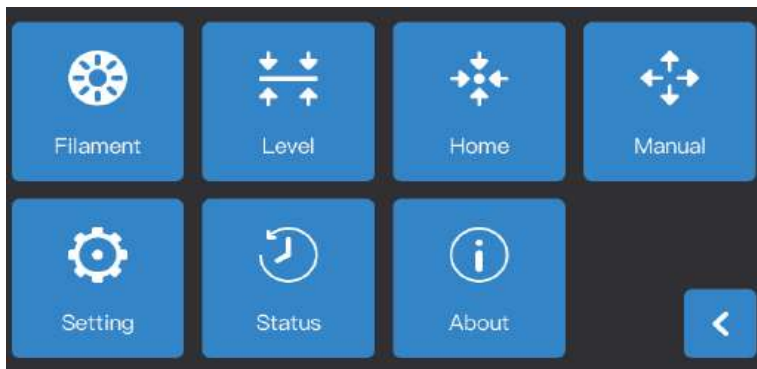 Filament
Level
Home
Manual
Setting
Status
About